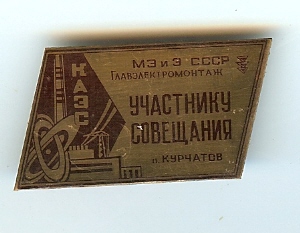 МЭ и Э СССР
ГЛАВЭЛЕКТРОМОНТАЖ
КАЭС
УЧАСТНИКУ
СОВЕЩАНИЯ
п. КУРЧАТОВ